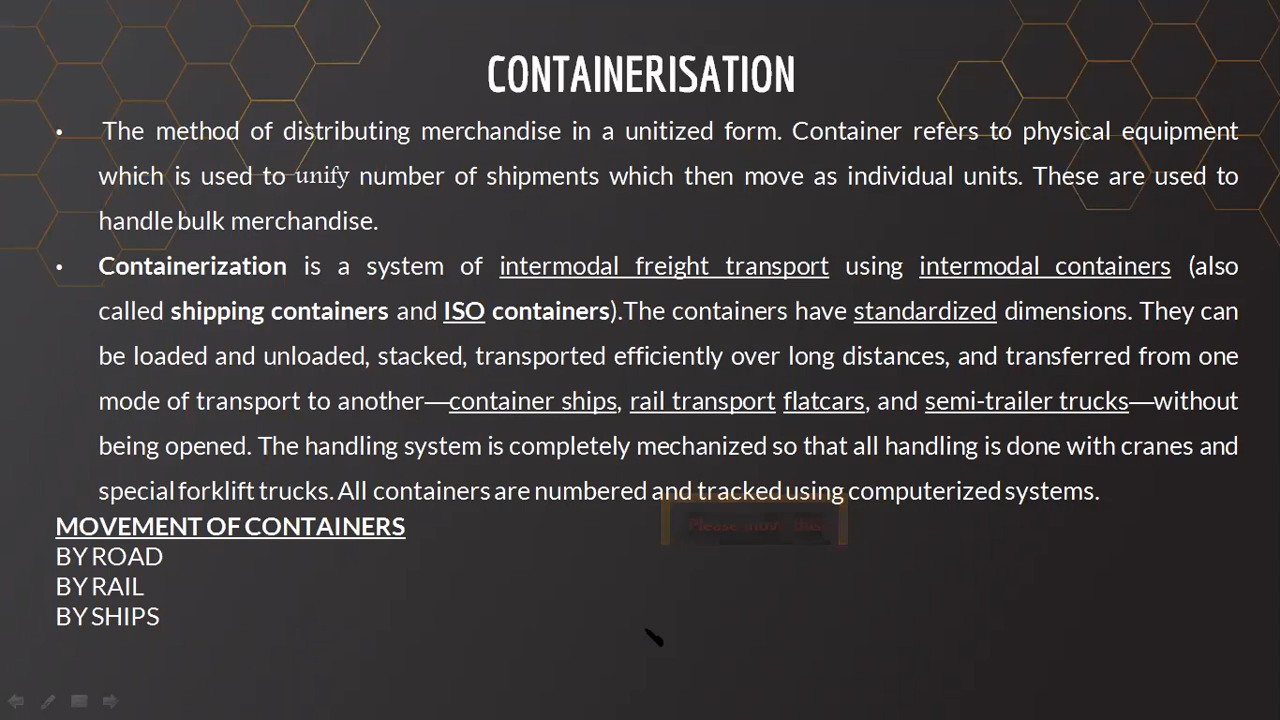 CONTAINERISATION
• The method of distributing merchandise in a unitized form. Container refers to physical equipment
which is used to unify number of shipments which then move as individual units. These are used to
handle bulk merchandise.
• Containerization is a system of intermodal freight transport using intermodal containers (also
called shipping containers and ISO containers).The containers have standardized dimensions. They can
be loaded and unloaded, stacked, transported efficiently over long distances, and transferred from one
mode of transport to another—container ships, rail transport flatcars, and semi-trailer trucks—without
being opened. The handling system is completely mechanized so that all handling is done with cranes and
special forklift trucks. All containers are numbered and tracked using computerized systems.
Please
MOVEMENT OF CONTAINERS
BY ROAD
BY RAIL
BY SHIPS